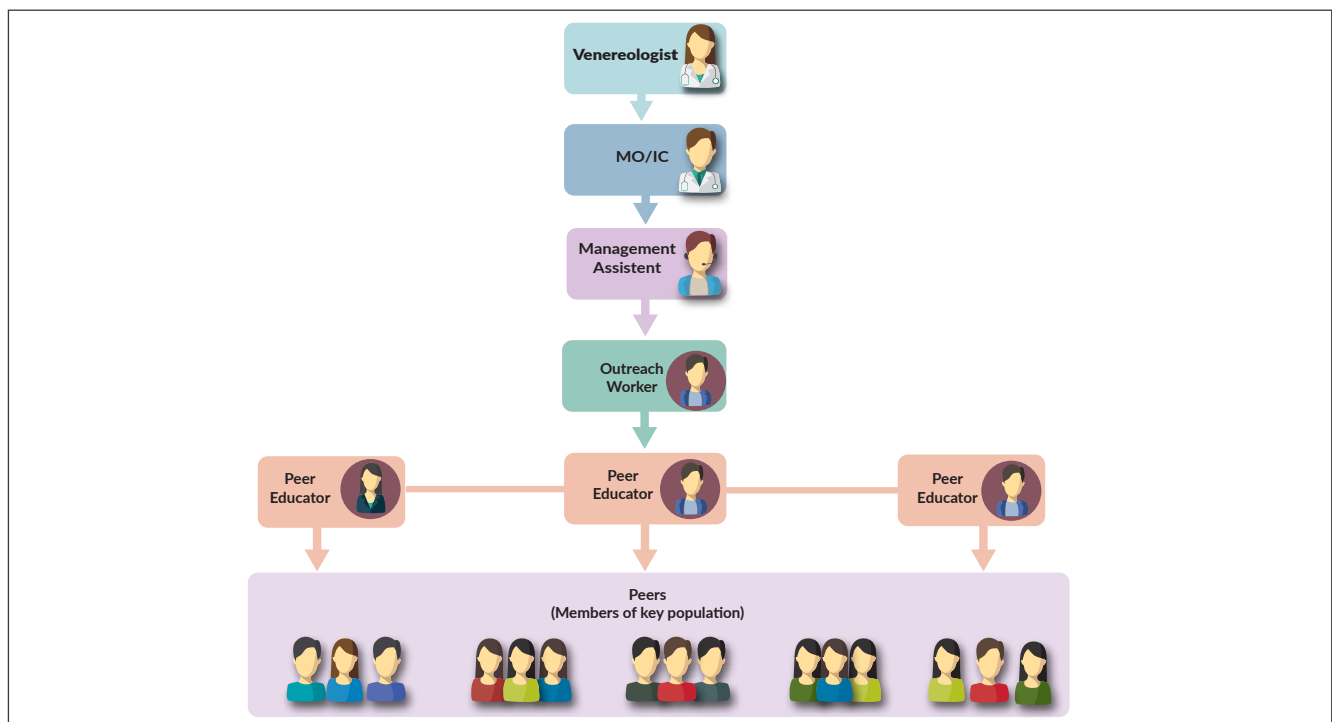 Venereologist
MO/IC
Management
Assistent
Outreach
Worker
Peer
Educator
Peer
Educator
Peer
Educator
Peers
(Members of key population)